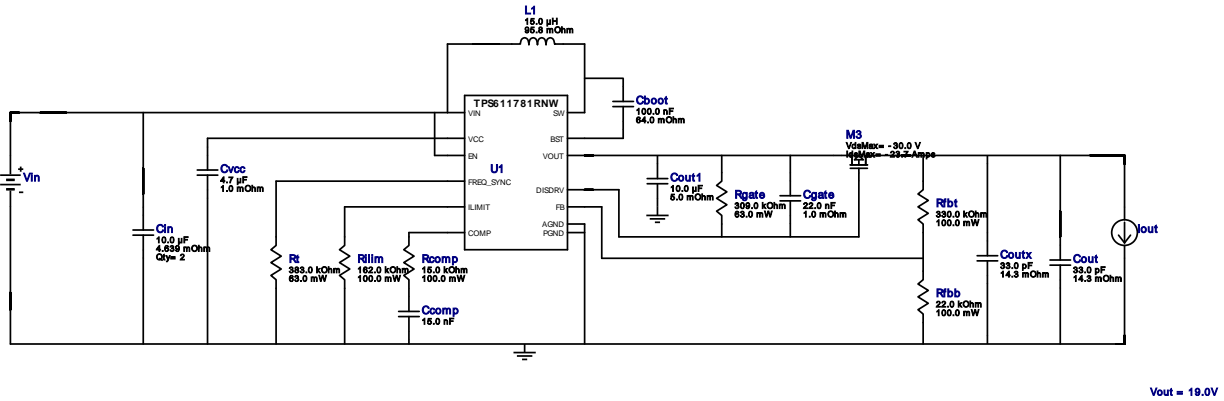 L1
15.0 µH
95.8 mOhm
TPS611781RNW
VIN
SW
VCC
BST
EN
VOUT
U1
FREQ_SYNC
DISDRV
ILIMIT
FB
AGND
COMP
PGND
Cboot
100.0 nF
64.0 mOhm
M3
VdsMax= -30.0 V
IdsMax= -23.7 Amps
Vin
Cvcc
4.7 µF
1.0 mOhm
Cout1
10.0 µF
5.0 mOhm
Rgate
309.0 kOhm
63.0 mW
Cgate
22.0 nF
1.0 mOhm
Rfbt
330.0 kOhm
100.0 mW
Iout
Cin
10.0 µF
4.639 mOhm
Qty= 2
Rt
383.0 kOhm
63.0 mW
Rilim
162.0 kOhm
100.0 mW
Rcomp
15.0 kOhm
100.0 mW
Ccomp
15.0 nF
Coutx
33.0 pF
14.3 mOhm
Cout
33.0 pF
14.3 mOhm
Rfbb
22.0 kOhm
100.0 mW
Vout = 19.0V